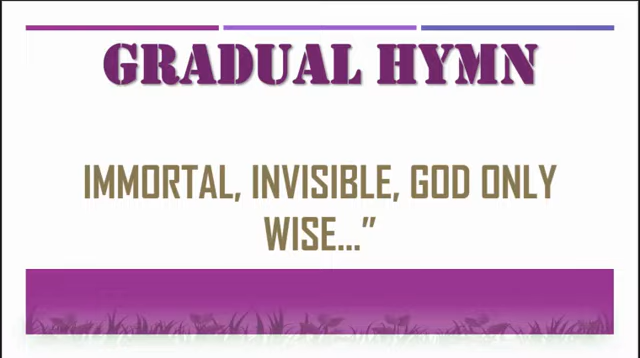 GRADUAL HYMN
IMMORTAL, INVISIBLE, GOD ONLY
WISE…”